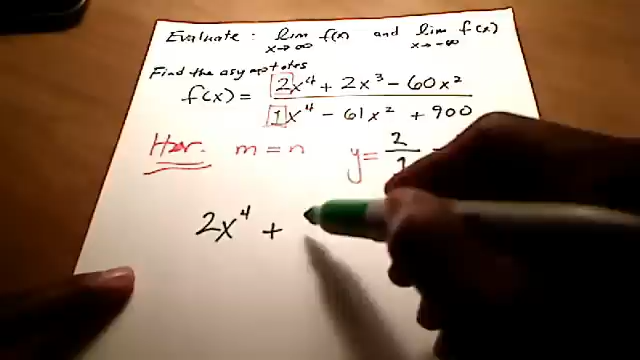 Evaluate: lim f(x) and lim f(x)
x→∞ x→-∞
Find the asymptotes
f(x) = 2x⁴ + 2x³ - 60x²
1x⁴ - 61x² + 900
Hor. m = n y = 2
1
2x⁴ +